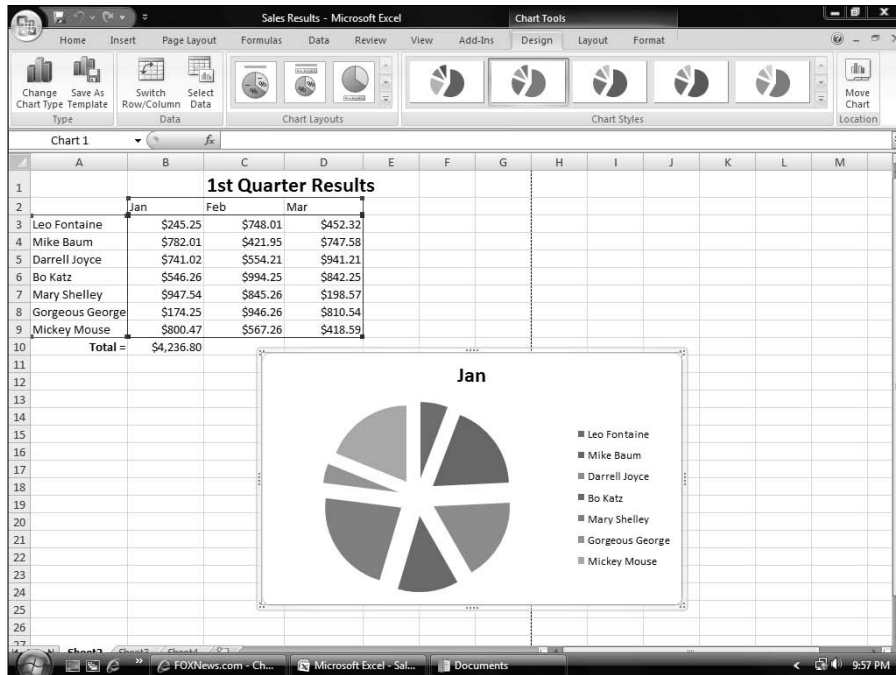 Sales Results - Microsoft Excel Chart Tools
Home Insert Page Layout Formulas Data Review View Add-Ins Design Layout Format
Change Chart Type Save As Template Switch Row/Column Select Data Move Chart
Type Data Chart Layouts Chart Styles Location
Chart 1 fx
A B C D E F G H I J K L M
1 1st Quarter Results
2 Jan Feb Mar
3 Leo Fontaine $245.25 $748.01 $452.32
4 Mike Baum $782.01 $421.95 $747.58
5 Darrell Joyce $741.02 $554.21 $941.21
6 Bo Katz $546.26 $994.25 $842.25
7 Mary Shelley $947.54 $845.26 $198.57
8 Gorgeous George $174.25 $946.26 $810.54
9 Mickey Mouse $800.47 $567.26 $418.59
10 Total = $4,236.80
11
12 Jan
13
14
15 Leo Fontaine
16 Mike Baum
17 Darrell Joyce
18 Bo Katz
19
20 Mary Shelley
21 Gorgeous George
22 Mickey Mouse
23
24
25
26
27
FOXNews.com - Ch... Microsoft Excel - Sal... Documents 9:57 PM